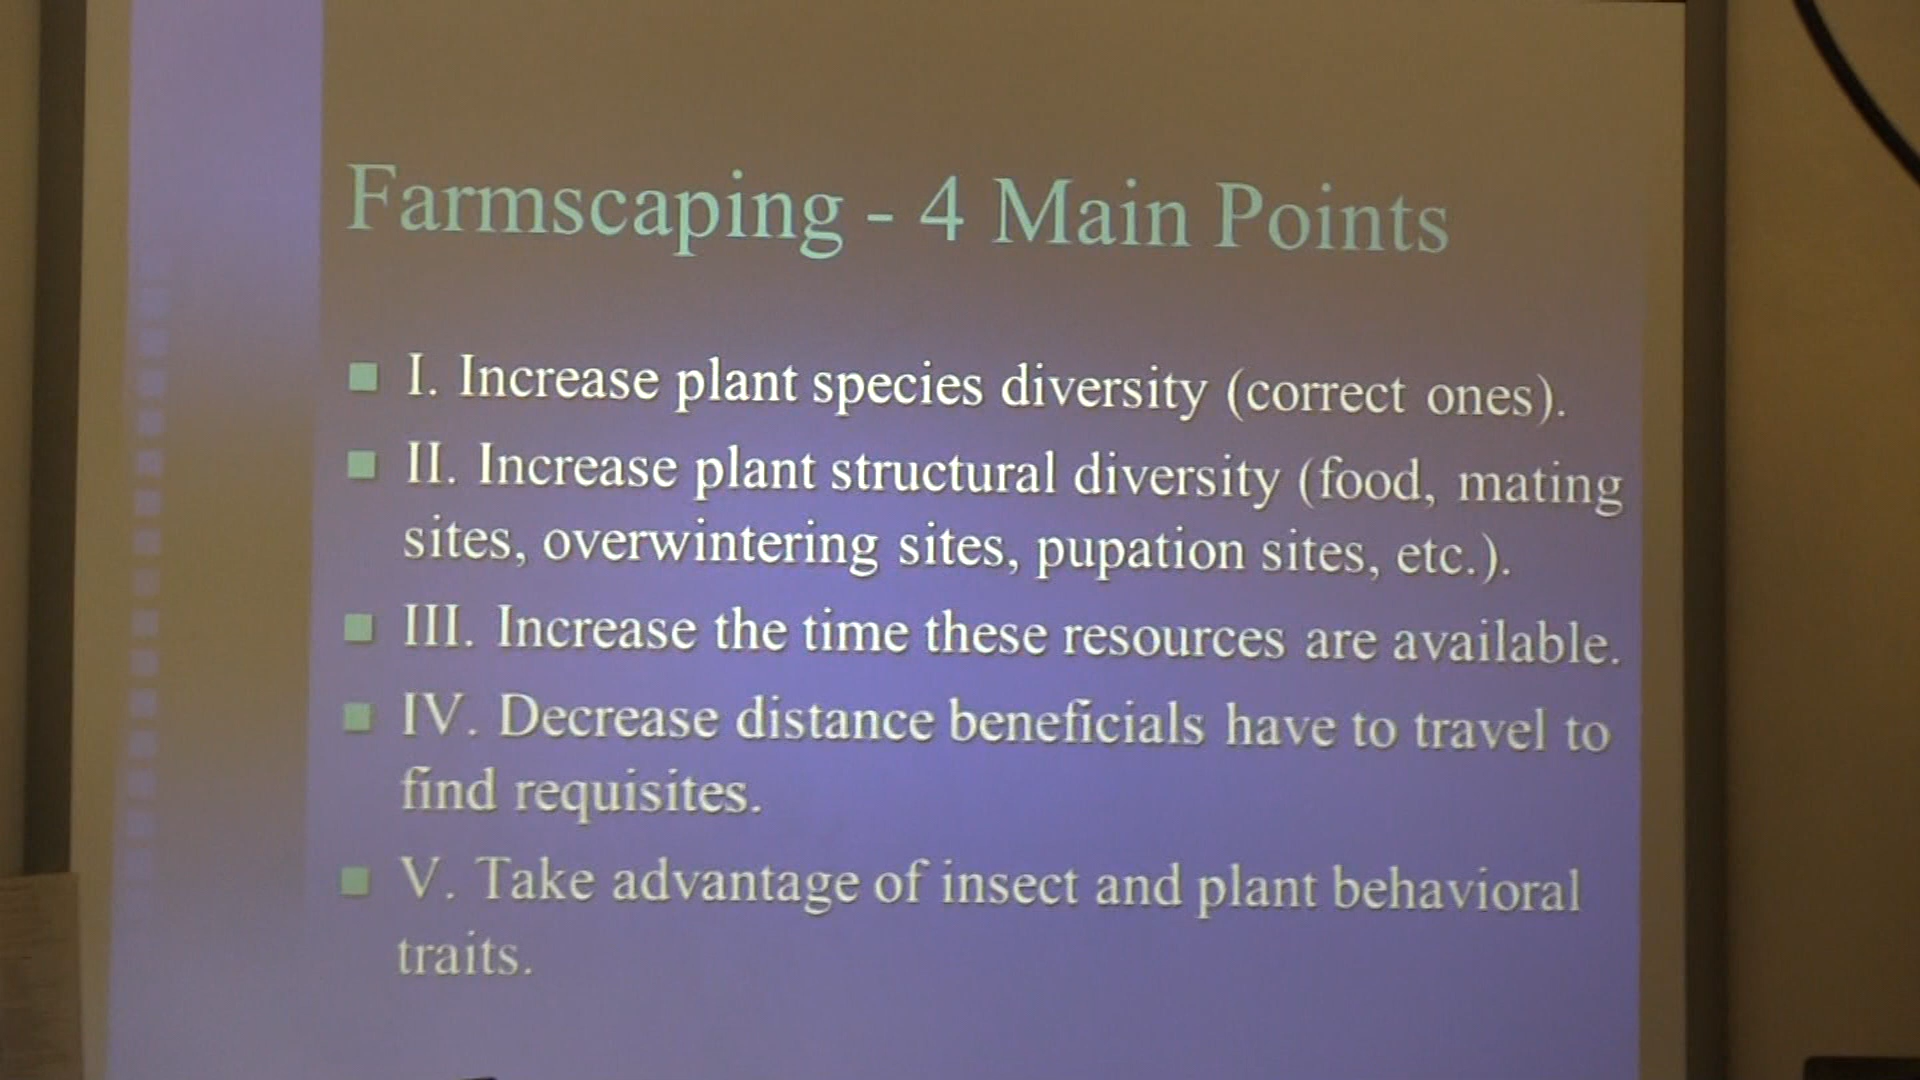 Farmscaping - 4 Main Points
I. Increase plant species diversity (correct ones).
II. Increase plant structural diversity (food, mating
sites, overwintering sites, pupation sites, etc.).
III. Increase the time these resources are available.
IV. Decrease distance beneficials have to travel to
find requisites.
V. Take advantage of insect and plant behavioral
traits.